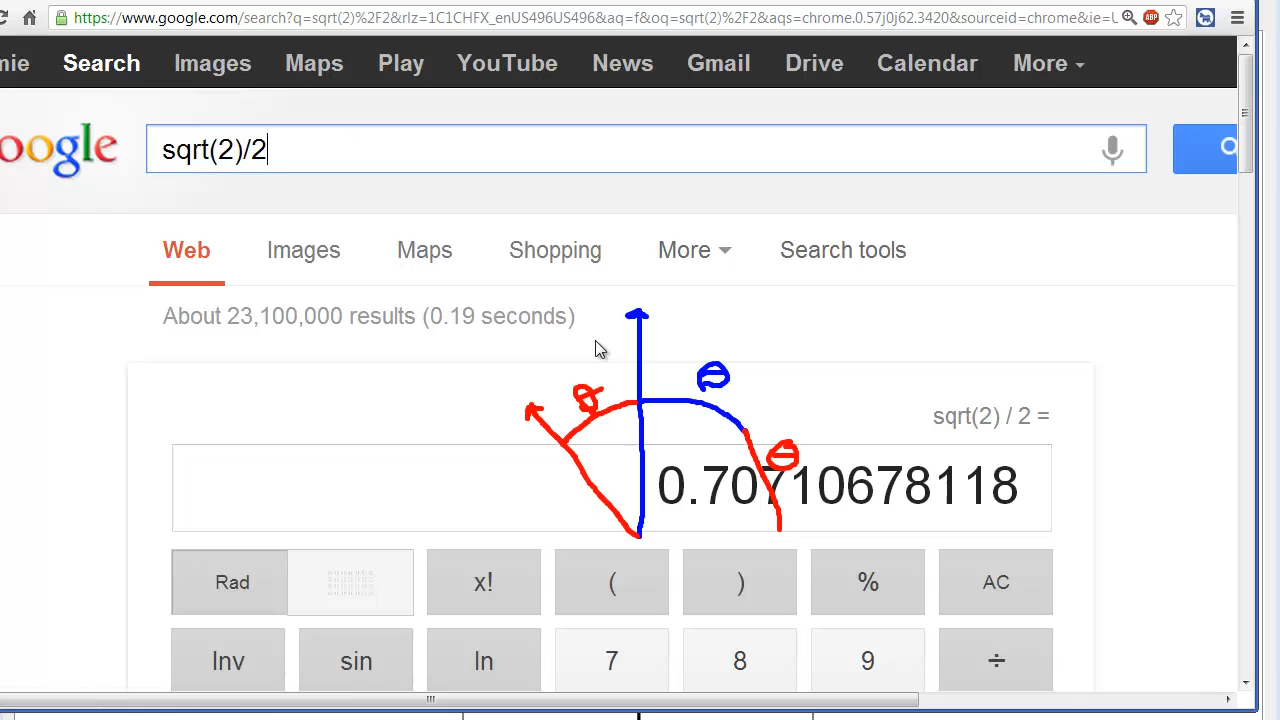 https://www.google.com/search?q=sqrt(2)%2F2&rlz=1C1CHFX_enUS495US496&aq=f&oq=sqrt(2)%2F2&aqs=chrome.0.57j0j62.3420&sourceid=chrome&ie=U
ABP
mie Search Images Maps Play YouTube News Gmail Drive Calendar More
oogle sqrt(2)/2
Web Images Maps Shopping More Search tools
About 23,100,000 results (0.19 seconds)
θ
θ
sqrt(2) / 2 =
θ
0.70710678118
Rad x! ( ) % AC
Inv sin ln 7 8 9 ÷